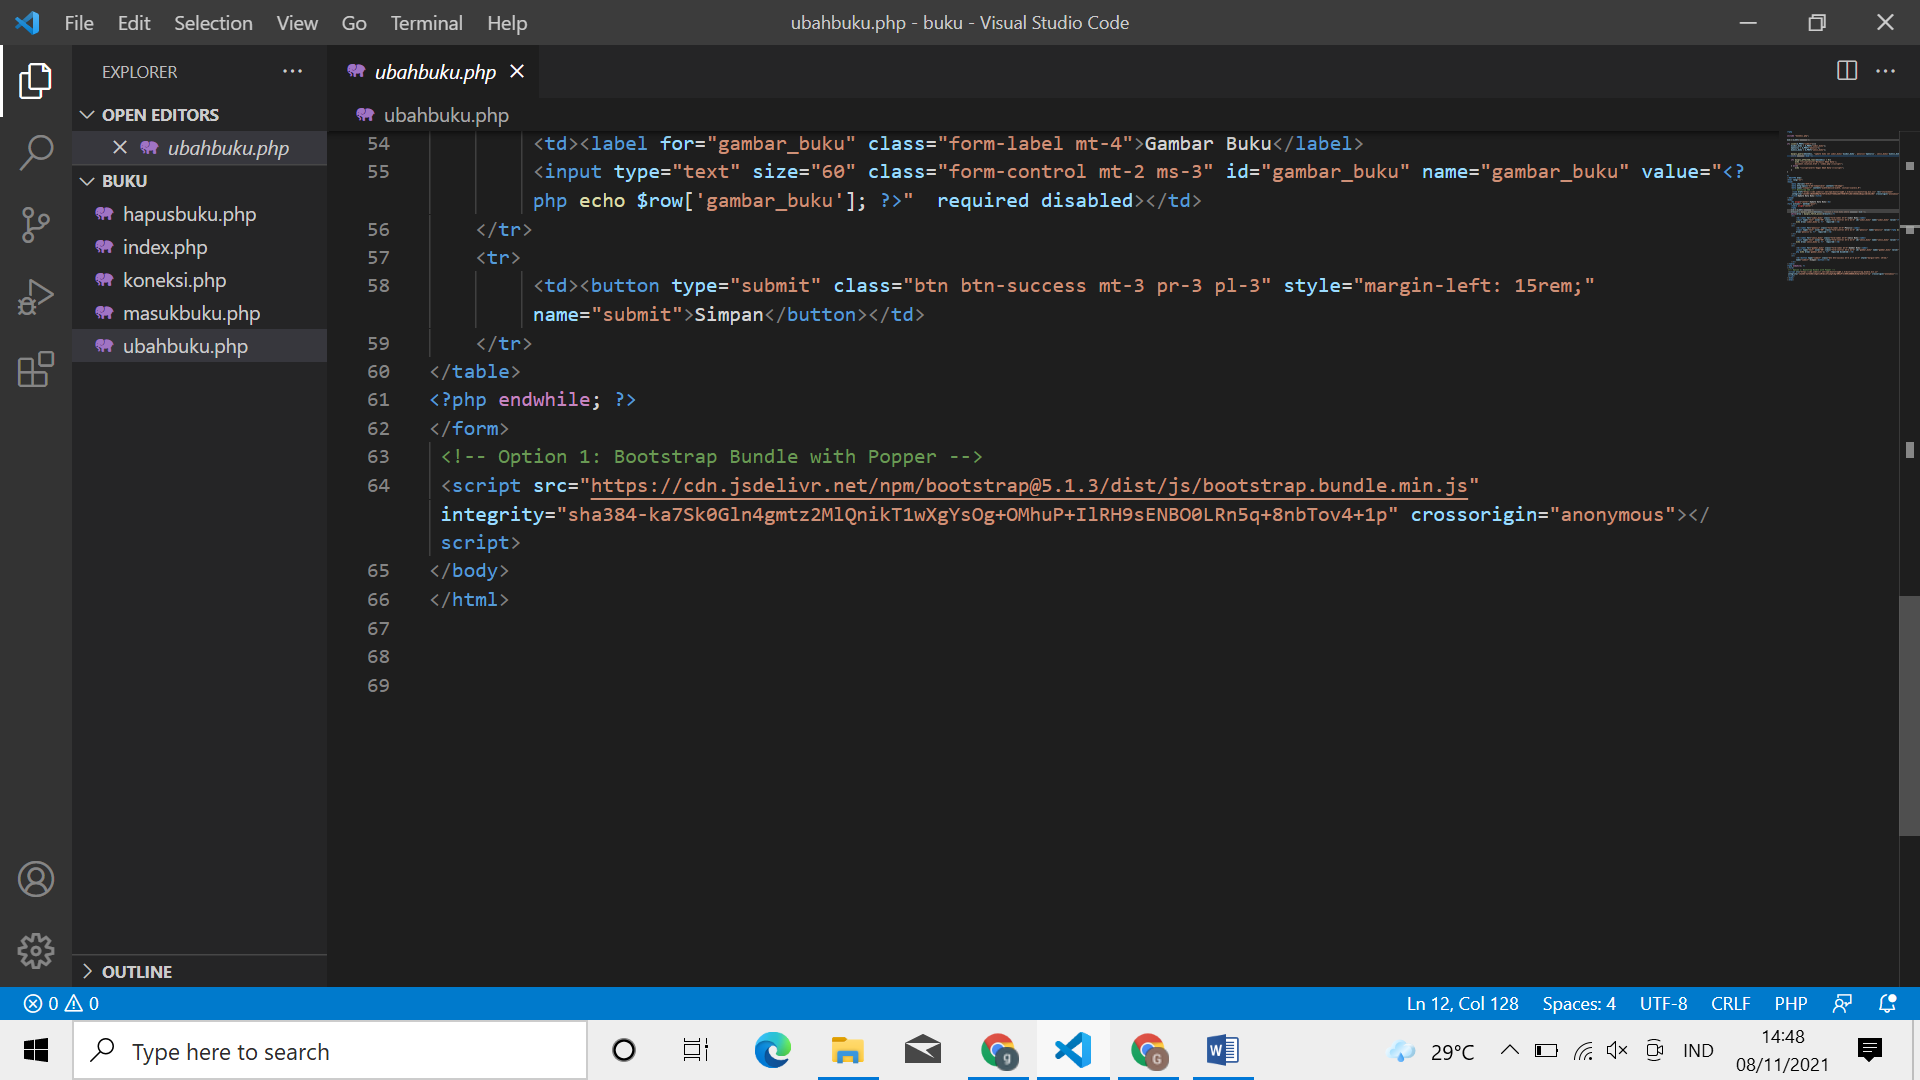 File Edit Selection View Go Terminal Help
ubahbuku.php - buku - Visual Studio Code
EXPLORER
OPEN EDITORS
ubahbuku.php
BUKU
hapusbuku.php
index.php
koneksi.php
masukbuku.php
ubahbuku.php
OUTLINE
ubahbuku.php
ubahbuku.php
54 <td><label for="gambar_buku" class="form-label mt-4">Gambar Buku</label>
55 <input type="text" size="60" class="form-control mt-2 ms-3" id="gambar_buku" name="gambar_buku" value="<?
php echo $row['gambar_buku']; ?>"  required disabled></td>
56 </tr>
57 <tr>
58 <td><button type="submit" class="btn btn-success mt-3 pr-3 pl-3" style="margin-left: 15rem;"
name="submit">Simpan</button></td>
59 </tr>
60 </table>
61 <?php endwhile; ?>
62 </form>
63 <!-- Option 1: Bootstrap Bundle with Popper -->
64 <script src="https://cdn.jsdelivr.net/npm/bootstrap@5.1.3/dist/js/bootstrap.bundle.min.js"
integrity="sha384-ka7Sk0Gln4gmtz2MlQnikT1wXgYsOg+OMhuP+IlRH9sENBO0LRn5q+8nbTov4+1p" crossorigin="anonymous"></
script>
65 </body>
66 </html>
67
68
69
0 0
Ln 12, Col 128 Spaces: 4 UTF-8 CRLF PHP
Type here to search
29°C
IND
14:48
08/11/2021